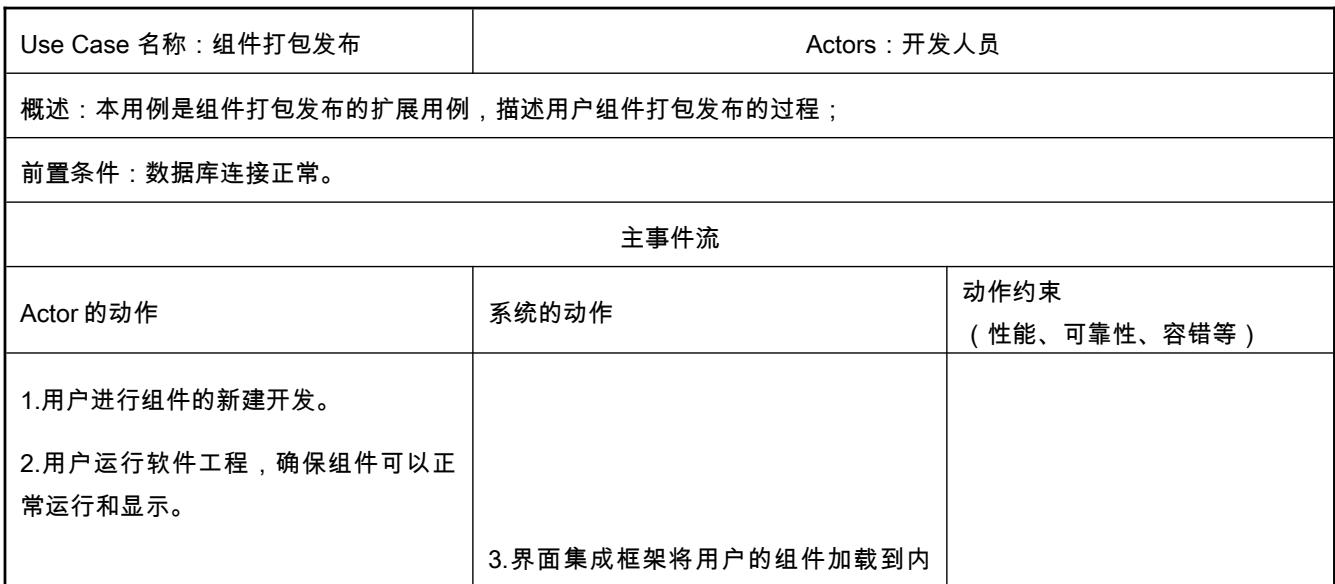 Use Case 名称：组件打包发布
Actors：开发人员
概述：本用例是组件打包发布的扩展用例，描述用户组件打包发布的过程；
前置条件：数据库连接正常。
主事件流
Actor 的动作
系统的动作
动作约束
（性能、可靠性、容错等）
1.用户进行组件的新建开发。
2.用户运行软件工程，确保组件可以正
常运行和显示。
3.界面集成框架将用户的组件加载到内